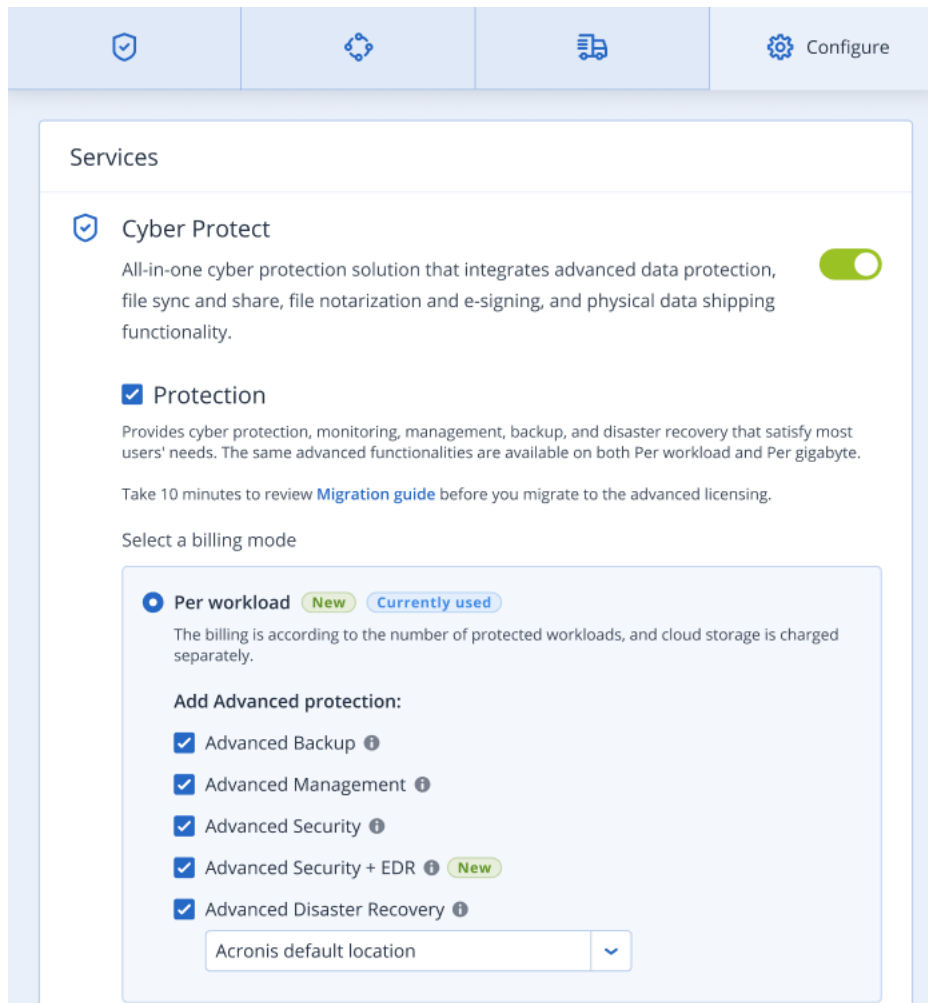 Configure
Services
Cyber Protect
All-in-one cyber protection solution that integrates advanced data protection,
file sync and share, file notarization and e-signing, and physical data shipping
functionality.
Protection
Provides cyber protection, monitoring, management, backup, and disaster recovery that satisfy most
users' needs. The same advanced functionalities are available on both Per workload and Per gigabyte.
Take 10 minutes to review Migration guide before you migrate to the advanced licensing.
Select a billing mode
Per workload New Currently used
The billing is according to the number of protected workloads, and cloud storage is charged
separately.
Add Advanced protection:
Advanced Backup
Advanced Management
Advanced Security
Advanced Security + EDR New
Advanced Disaster Recovery
Acronis default location